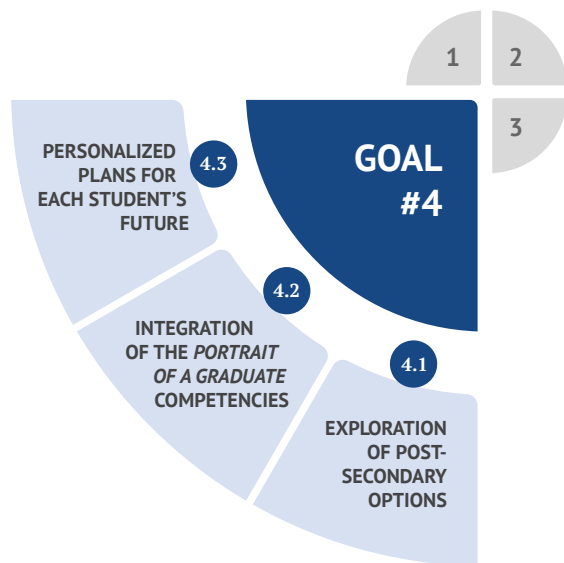 1
2
3
GOAL
#4
4.3
PERSONALIZED
PLANS FOR
EACH STUDENT'S
FUTURE
4.2
INTEGRATION
OF THE PORTRAIT
OF A GRADUATE
COMPETENCIES
4.1
EXPLORATION
OF POST-
SECONDARY
OPTIONS